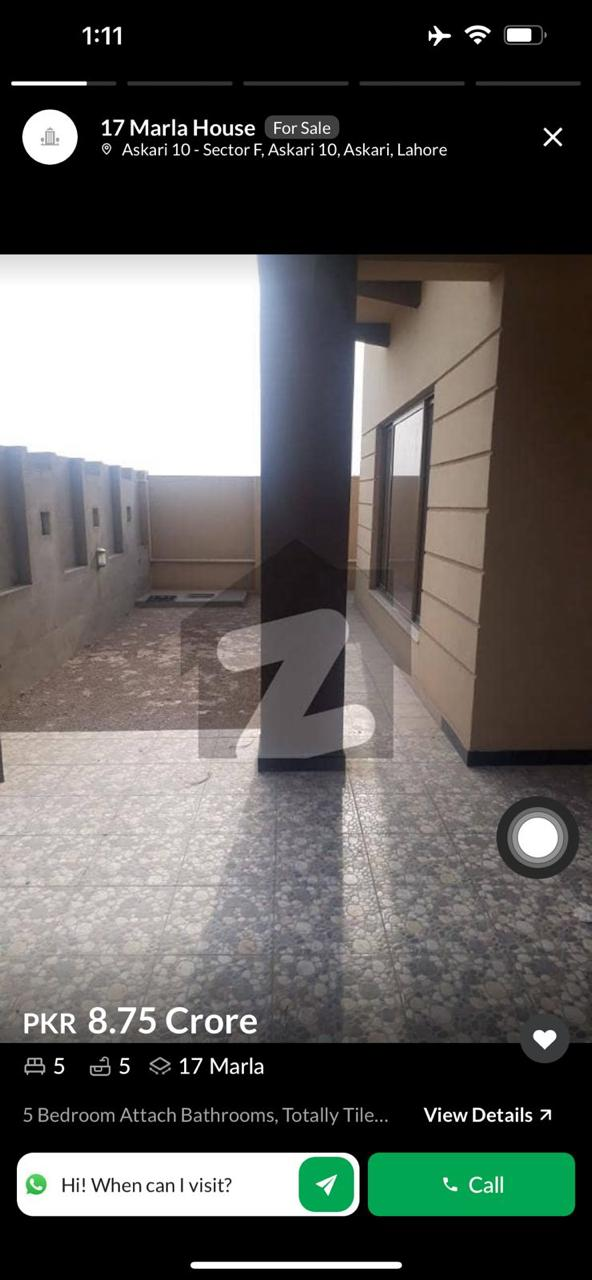 1:11
17 Marla House For Sale
Askari 10 - Sector F, Askari 10, Askari, Lahore
PKR 8.75 Crore
5 5 17 Marla
5 Bedroom Attach Bathrooms, Totally Tile... View Details
Hi! When can I visit? Call